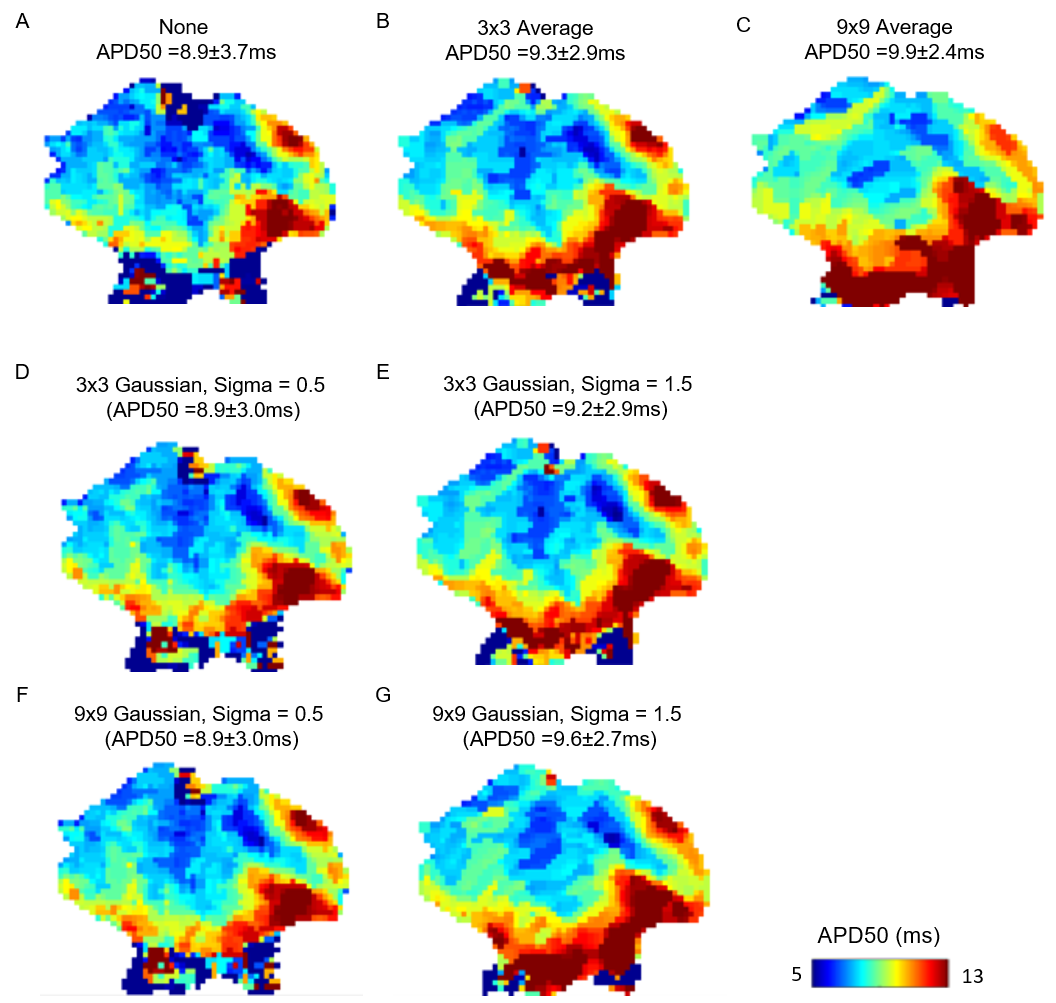 A
None
APD50 =8.9±3.7ms
B
3x3 Average
APD50 =9.3±2.9ms
C
9x9 Average
APD50 =9.9±2.4ms
D
3x3 Gaussian, Sigma = 0.5
(APD50 =8.9±3.0ms)
E
3x3 Gaussian, Sigma = 1.5
(APD50 =9.2±2.9ms)
F
9x9 Gaussian, Sigma = 0.5
(APD50 =8.9±3.0ms)
G
9x9 Gaussian, Sigma = 1.5
(APD50 =9.6±2.7ms)
APD50 (ms)
5 13